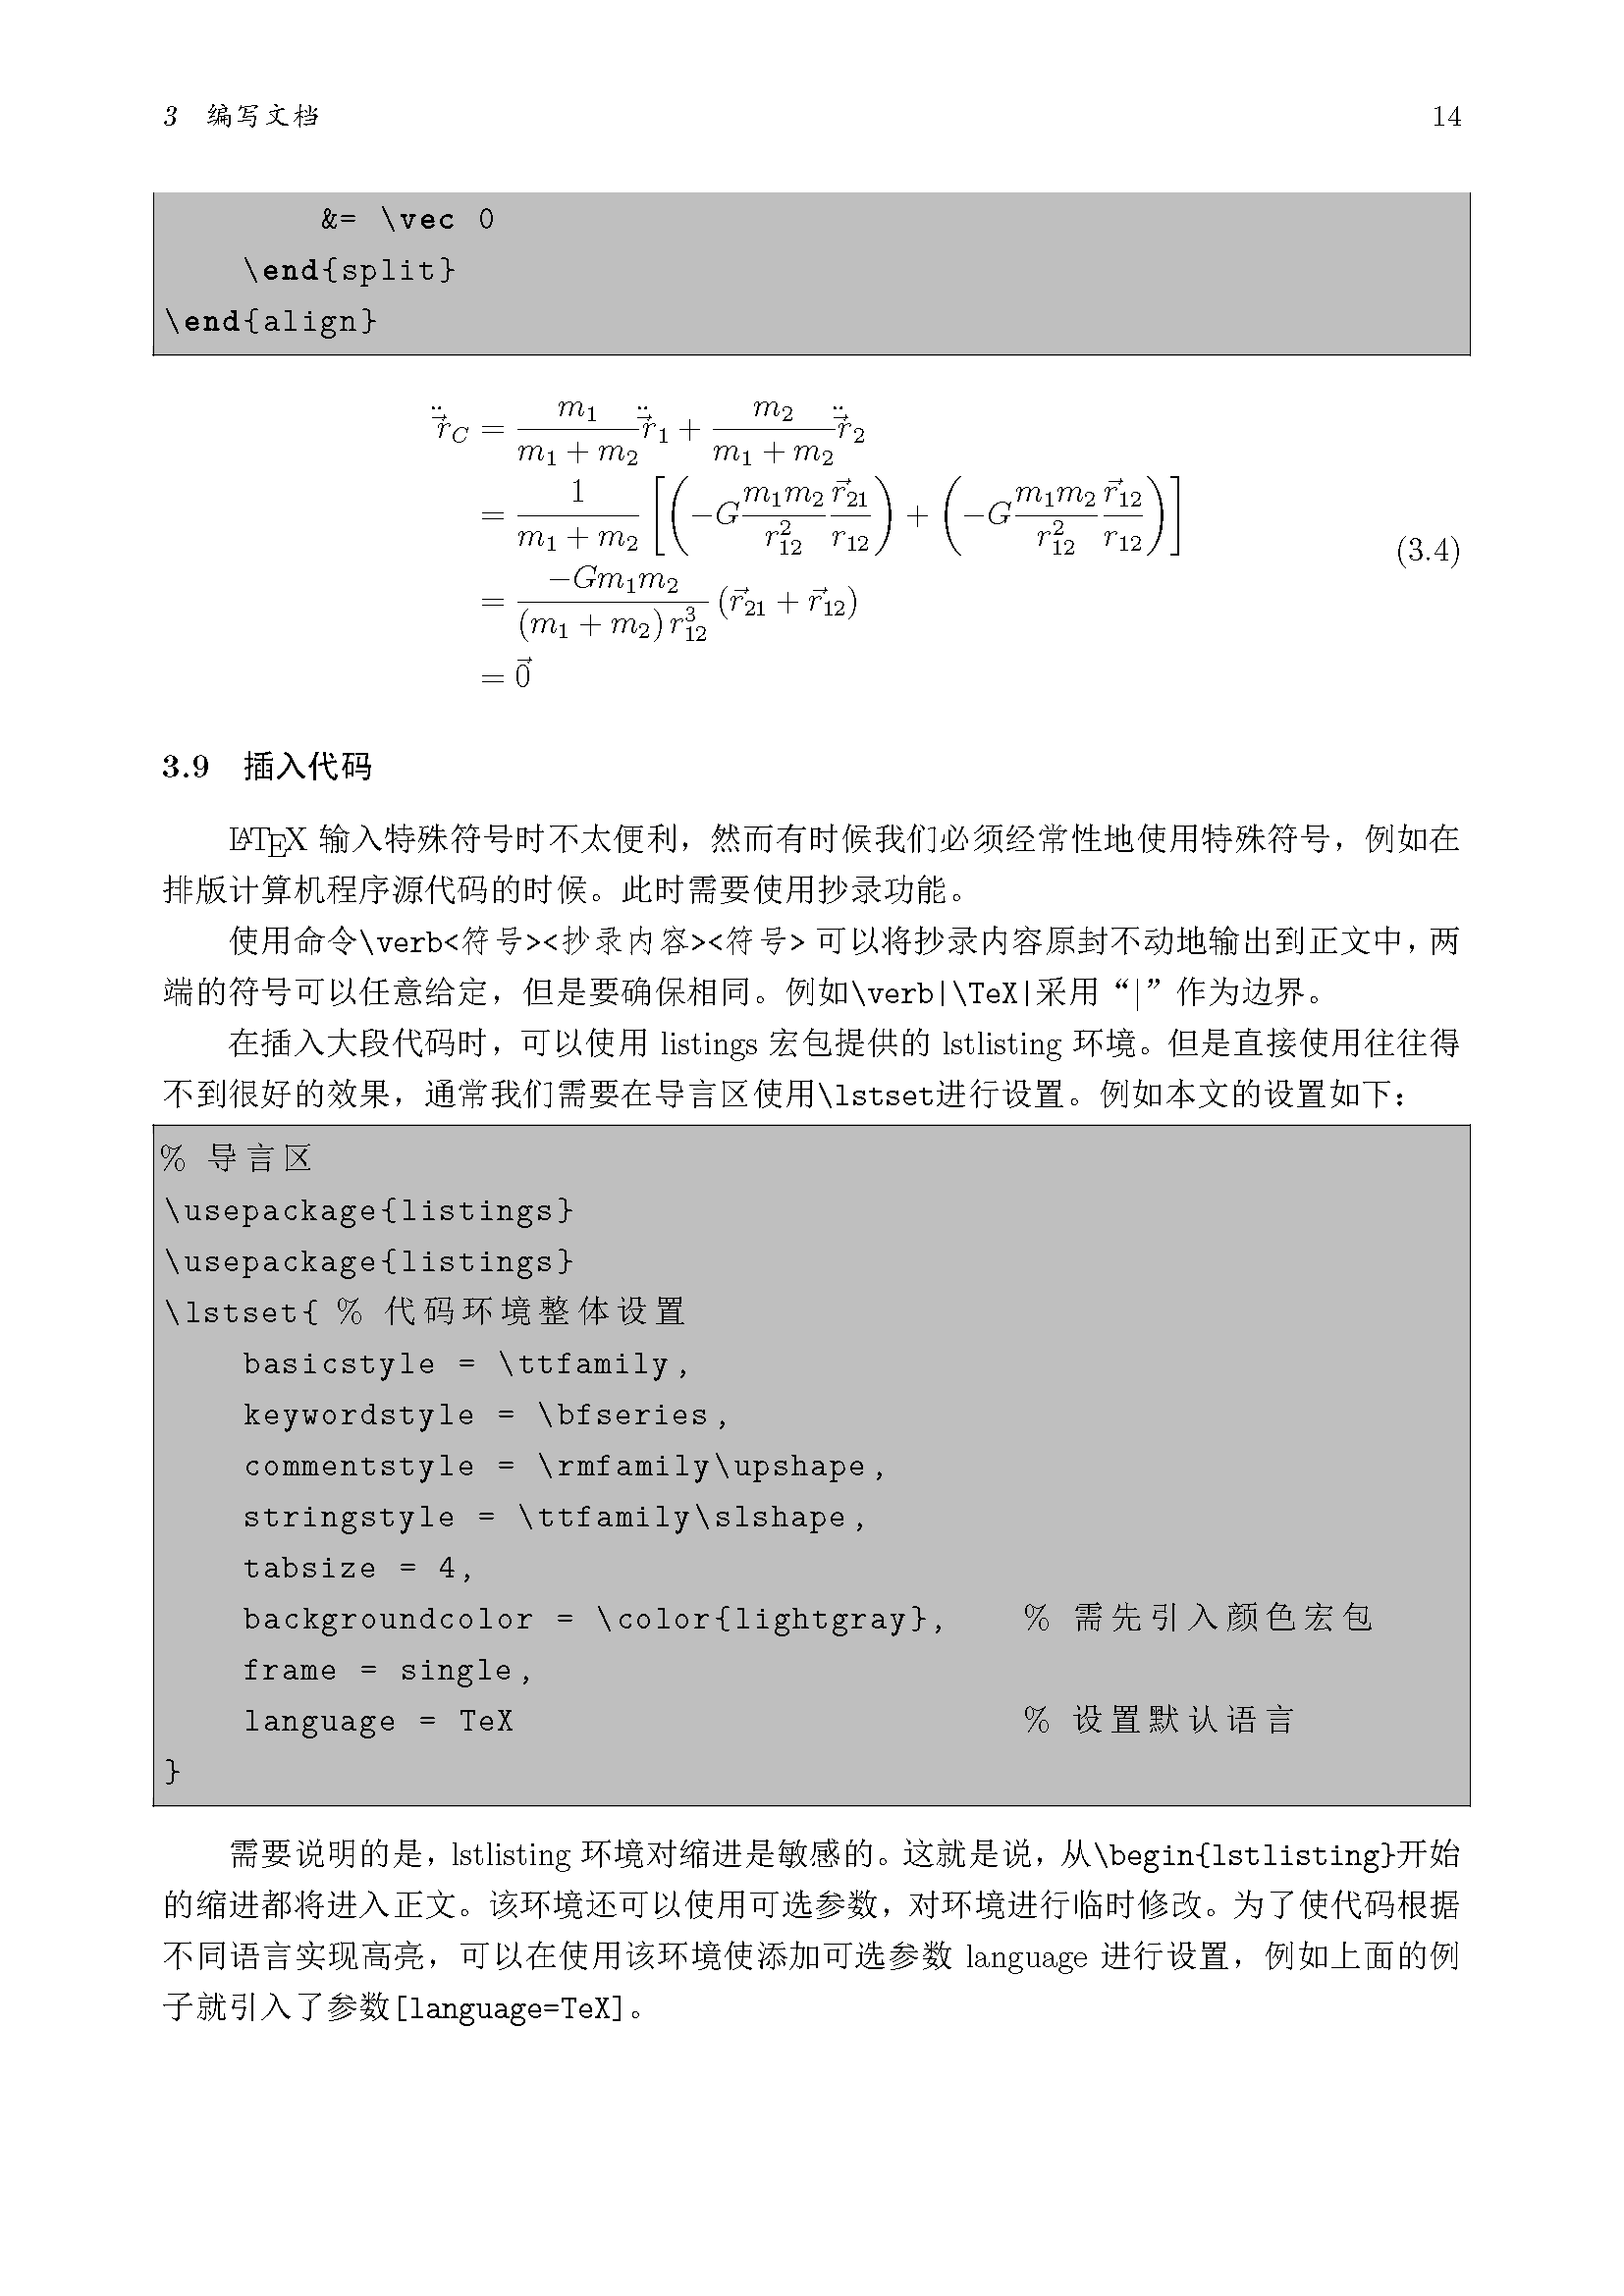 3 编写文档 14
&= \vec 0
\end{split}
\end{align}
$\ddot{\vec r}_C = \frac{m_1}{m_1+m_2}\ddot{\vec r}_1 + \frac{m_2}{m_1+m_2}\ddot{\vec r}_2$
$= \frac{1}{m_1+m_2}\left[\left(-G\frac{m_1m_2}{r_{12}^2}\frac{\vec r_{21}}{r_{12}}\right)+\left(-G\frac{m_1m_2}{r_{12}^2}\frac{\vec r_{12}}{r_{12}}\right)\right]$
(3.4)
$= \frac{-Gm_1m_2}{(m_1+m_2)r_{12}^3}(\vec r_{21}+\vec r_{12})$
$= \vec 0$
3.9 插入代码
LATEX 输入特殊符号时不太便利，然而有时候我们必须经常性地使用特殊符号，例如在
排版计算机程序源代码的时候。此时需要使用抄录功能。
使用命令\verb<符号><抄录内容><符号> 可以将抄录内容原封不动地输出到正文中，两
端的符号可以任意给定，但是要确保相同。例如\verb|\TeX|采用“|”作为边界。
在插入大段代码时，可以使用 listings 宏包提供的 lstlisting 环境。但是直接使用往往得
不到很好的效果，通常我们需要在导言区使用\lstset进行设置。例如本文的设置如下：
% 导言区
\usepackage{listings}
\usepackage{listings}
\lstset{ % 代码环境整体设置
basicstyle = \ttfamily,
keywordstyle = \bfseries,
commentstyle = \rmfamily\upshape,
stringstyle = \ttfamily\slshape,
tabsize = 4,
backgroundcolor = \color{lightgray}, % 需先引入颜色宏包
frame = single,
language = TeX % 设置默认语言
}
需要说明的是，lstlisting 环境对缩进是敏感的。这就是说，从\begin{lstlisting}开始
的缩进都将进入正文。该环境还可以使用可选参数，对环境进行临时修改。为了使代码根据
不同语言实现高亮，可以在使用该环境使添加可选参数 language 进行设置，例如上面的例
子就引入了参数[language=TeX]。